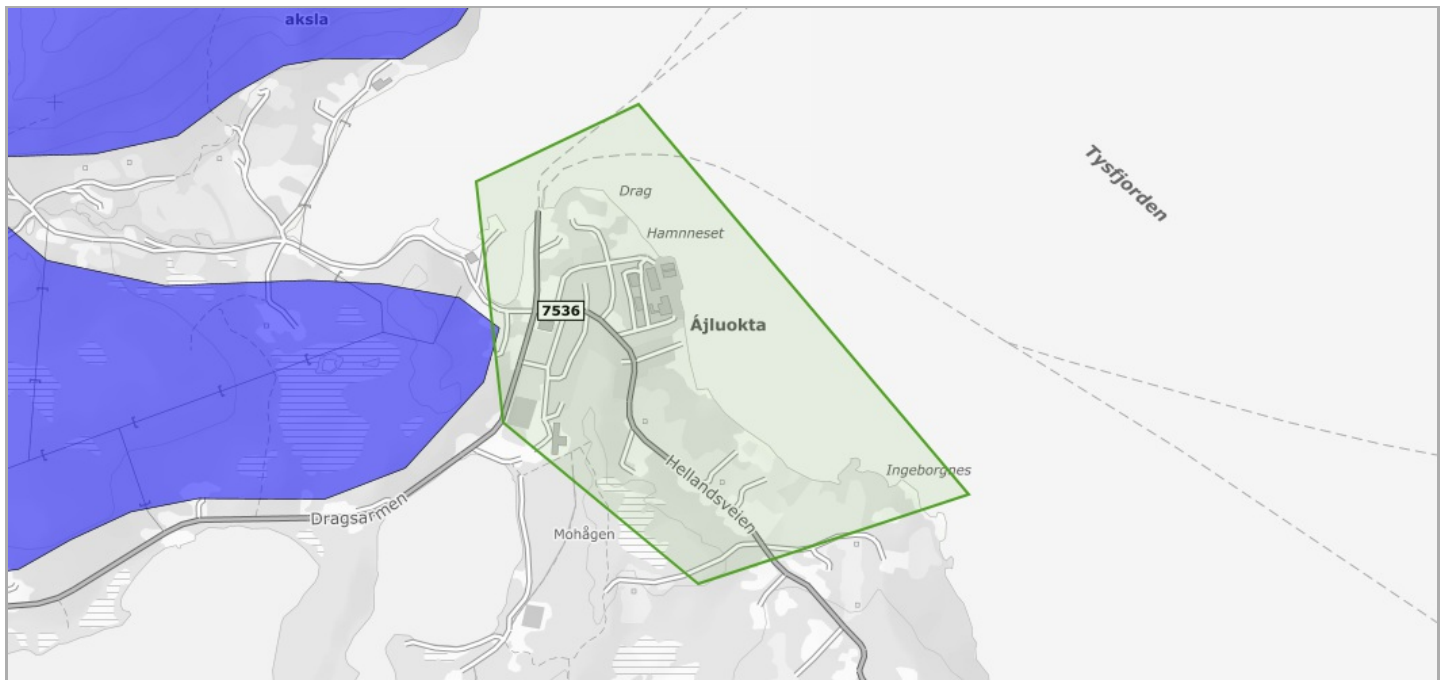 aksla
Tysfjorden
Drag
Hamnneset
7536
Ájluokta
Ingeborgnes
Hellandsveien
Dragsarmen
Mohågen